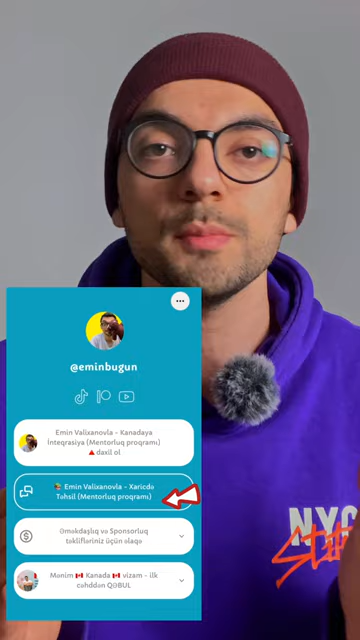 @eminbugun
Emin Valixanovla - Kanadaya
İnteqrasiya (Mentorluq proqramı)
🔺daxil ol
📚 Emin Valixanovla - Xaricdə
Təhsil (Mentorluq proqramı)
Əməkdaşlıq və Sponsorluq
təklifləriniz üçün əlaqə
Mənim 🇨🇦 Kanada 🇨🇦 vizam - ilk
cəhddən QƏBUL
NYC